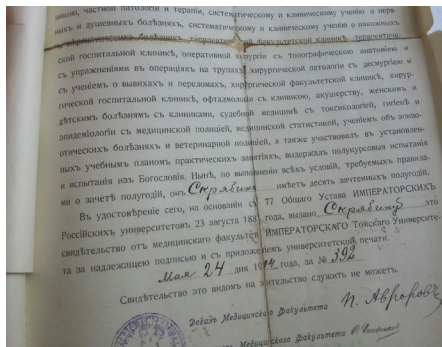 нкою, частной патологіи и терапіи, систематическому и клиническому ученію о нерв-
ныхъ и душевныхъ болѣзняхъ, систематическому и клиническому ученію о накожныхъ
и сифилитическихъ болѣзняхъ, терапевтической факультетской клиникѣ, терапевтиче-
ской госпитальной клиникѣ, оперативной хирургіи съ топографическою анатоміею и
съ упражненіями въ операціяхъ на трупахъ, хирургической патологіи съ десмургіею и
съ ученіемъ о вывихахъ и переломахъ, хирургической факультетской клиникѣ, хирур-
гической госпитальной клиникѣ, офталмологіи съ клиникою, акушерству, женскимъ и
дѣтскимъ болѣзнямъ съ клиниками, судебной медицинѣ съ токсикологіей, гигіенѣ и
эпидеміологіи съ медицинской полиціей, медицинской статистикой, ученіемъ объ эпизо-
отическихъ болѣзняхъ и ветеринарной полиціей, а также участвовалъ въ установлен-
ныхъ учебнымъ планомъ практическихъ занятіяхъ, выдержалъ полукурсовыя испытанія
и испытанія изъ Богословія. Нынѣ, по выполненіи всѣхъ условій, требуемыхъ правила-
ми о зачетѣ полугодій, онъ Скрявинъ имѣетъ десять зачтенныхъ полугодій.
Въ удостовѣреніе сего, на основаніи ст. 77 Общаго Устава ИМПЕРАТОРСКИХЪ
Россійскихъ университетовъ 23 августа 188 года, выдано Скрявину это
свидѣтельство отъ медицинскаго факультета ИМПЕРАТОРСКАГО Томскаго Университе-
та за надлежащею подписью и съ приложеніемъ университетской печати.
Мая 24 дня 1914 года, за № 392
Свидѣтельство это видомъ на жительство служить не можетъ.
Деканъ Медицинскаго Факультета П. Авроровъ
Медицинскаго Факультета